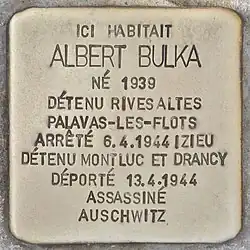 ICI HABITAIT
ALBERT BULKA
NÉ 1939
DÉTENU RIVESALTES
PALAVAS-LES-FLOTS
ARRÊTÉ 6.4.1944 IZIEU
DÉTENU MONTLUC ET DRANCY
DÉPORTÉ 13.4.1944
ASSASSINÉ
AUSCHWITZ